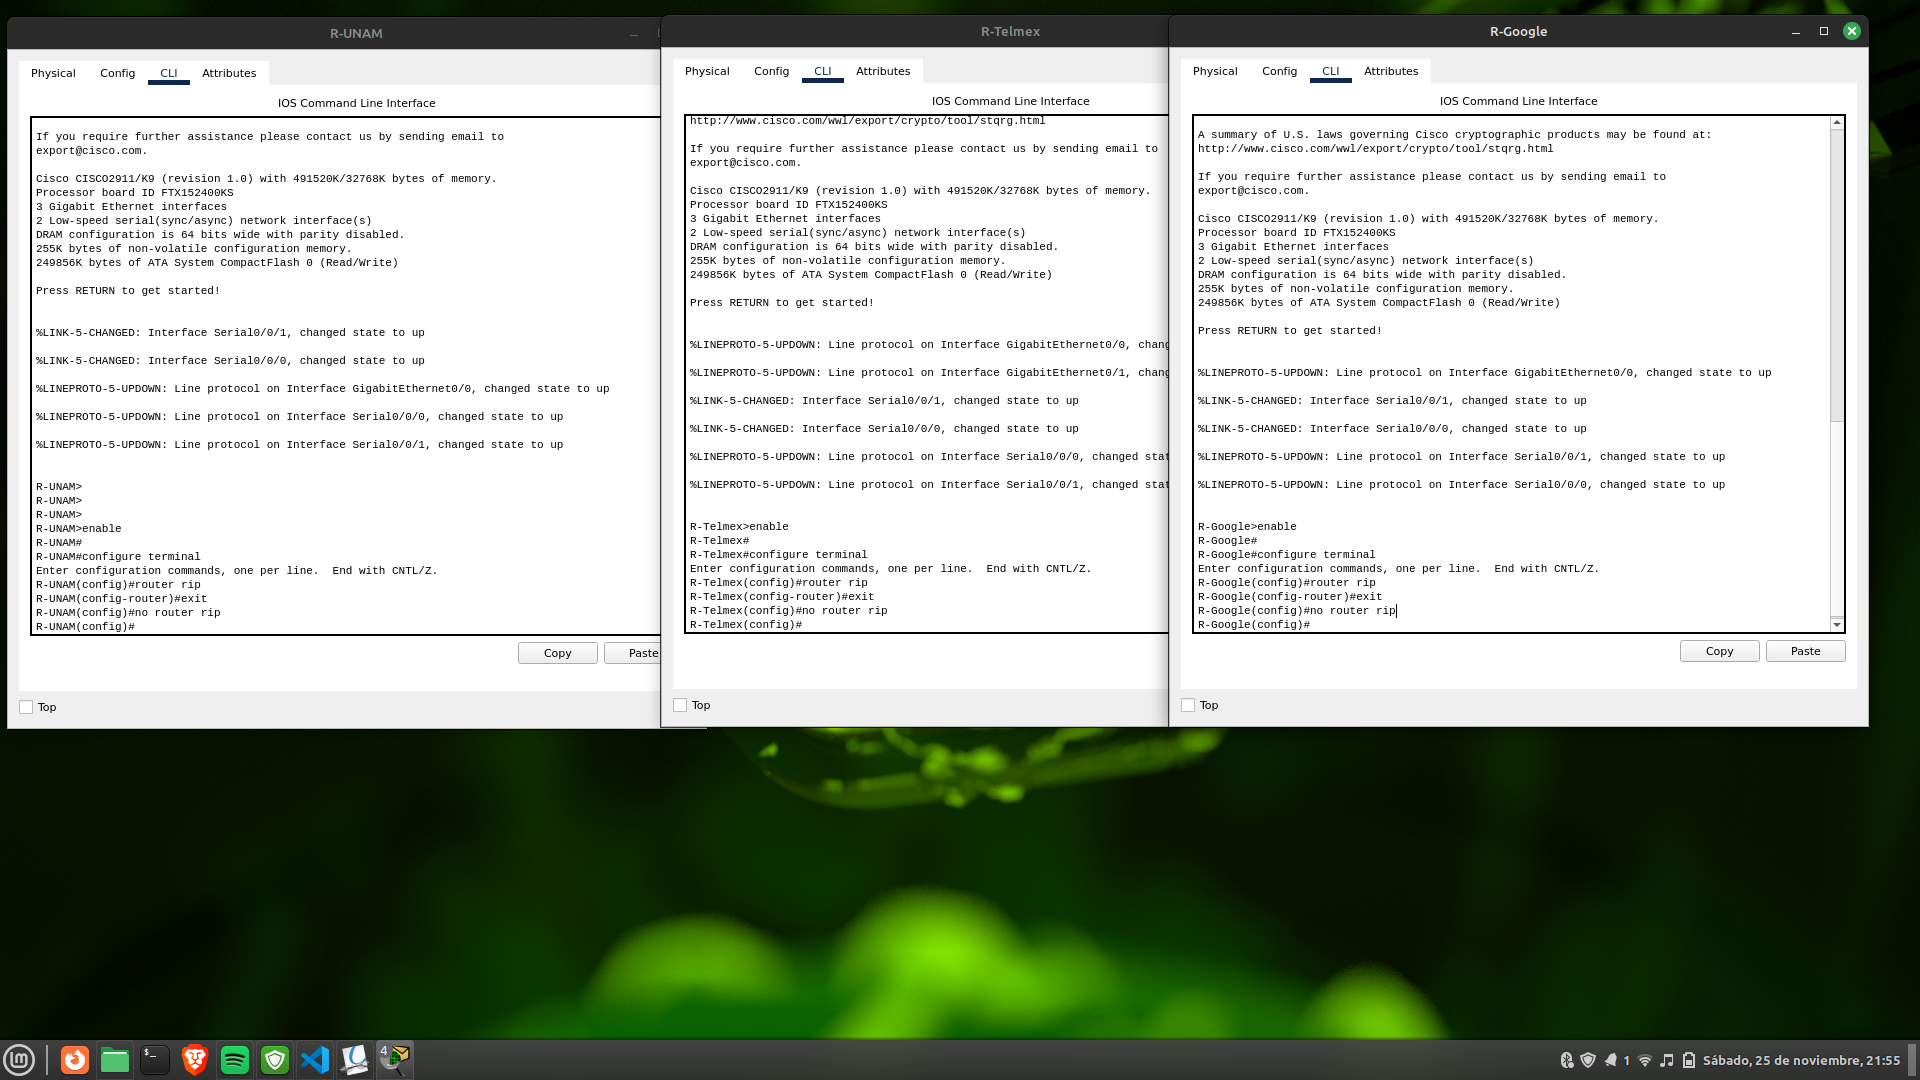 R-UNAM
Physical Config CLI Attributes
IOS Command Line Interface
If you require further assistance please contact us by sending email to
export@cisco.com.
Cisco CISCO2911/K9 (revision 1.0) with 491520K/32768K bytes of memory.
Processor board ID FTX152400KS
3 Gigabit Ethernet interfaces
2 Low-speed serial(sync/async) network interface(s)
DRAM configuration is 64 bits wide with parity disabled.
255K bytes of non-volatile configuration memory.
249856K bytes of ATA System CompactFlash 0 (Read/Write)
Press RETURN to get started!
%LINK-5-CHANGED: Interface Serial0/0/1, changed state to up
%LINK-5-CHANGED: Interface Serial0/0/0, changed state to up
%LINEPROTO-5-UPDOWN: Line protocol on Interface GigabitEthernet0/0, changed state to up
%LINEPROTO-5-UPDOWN: Line protocol on Interface Serial0/0/0, changed state to up
%LINEPROTO-5-UPDOWN: Line protocol on Interface Serial0/0/1, changed state to up
R-UNAM>
R-UNAM>
R-UNAM>
R-UNAM>enable
R-UNAM#
R-UNAM#configure terminal
Enter configuration commands, one per line.  End with CNTL/Z.
R-UNAM(config)#router rip
R-UNAM(config-router)#exit
R-UNAM(config)#no router rip
R-UNAM(config)#
Copy Paste
Top
R-Telmex
Physical Config CLI Attributes
IOS Command Line Interface
http://www.cisco.com/wwl/export/crypto/tool/stqrg.html
If you require further assistance please contact us by sending email to
export@cisco.com.
Cisco CISCO2911/K9 (revision 1.0) with 491520K/32768K bytes of memory.
Processor board ID FTX152400KS
3 Gigabit Ethernet interfaces
2 Low-speed serial(sync/async) network interface(s)
DRAM configuration is 64 bits wide with parity disabled.
255K bytes of non-volatile configuration memory.
249856K bytes of ATA System CompactFlash 0 (Read/Write)
Press RETURN to get started!
%LINEPROTO-5-UPDOWN: Line protocol on Interface GigabitEthernet0/0, chang
%LINEPROTO-5-UPDOWN: Line protocol on Interface GigabitEthernet0/1, chang
%LINK-5-CHANGED: Interface Serial0/0/1, changed state to up
%LINK-5-CHANGED: Interface Serial0/0/0, changed state to up
%LINEPROTO-5-UPDOWN: Line protocol on Interface Serial0/0/0, changed stat
%LINEPROTO-5-UPDOWN: Line protocol on Interface Serial0/0/1, changed stat
R-Telmex>enable
R-Telmex#
R-Telmex#configure terminal
Enter configuration commands, one per line.  End with CNTL/Z.
R-Telmex(config)#router rip
R-Telmex(config-router)#exit
R-Telmex(config)#no router rip
R-Telmex(config)#
Top
R-Google
Physical Config CLI Attributes
IOS Command Line Interface
A summary of U.S. laws governing Cisco cryptographic products may be found at:
http://www.cisco.com/wwl/export/crypto/tool/stqrg.html
If you require further assistance please contact us by sending email to
export@cisco.com.
Cisco CISCO2911/K9 (revision 1.0) with 491520K/32768K bytes of memory.
Processor board ID FTX152400KS
3 Gigabit Ethernet interfaces
2 Low-speed serial(sync/async) network interface(s)
DRAM configuration is 64 bits wide with parity disabled.
255K bytes of non-volatile configuration memory.
249856K bytes of ATA System CompactFlash 0 (Read/Write)
Press RETURN to get started!
%LINEPROTO-5-UPDOWN: Line protocol on Interface GigabitEthernet0/0, changed state to up
%LINK-5-CHANGED: Interface Serial0/0/1, changed state to up
%LINK-5-CHANGED: Interface Serial0/0/0, changed state to up
%LINEPROTO-5-UPDOWN: Line protocol on Interface Serial0/0/1, changed state to up
%LINEPROTO-5-UPDOWN: Line protocol on Interface Serial0/0/0, changed state to up
R-Google>enable
R-Google#
R-Google#configure terminal
Enter configuration commands, one per line.  End with CNTL/Z.
R-Google(config)#router rip
R-Google(config-router)#exit
R-Google(config)#no router rip
R-Google(config)#
Copy Paste
Top
lm $_ 4 1 Sábado, 25 de noviembre, 21:55